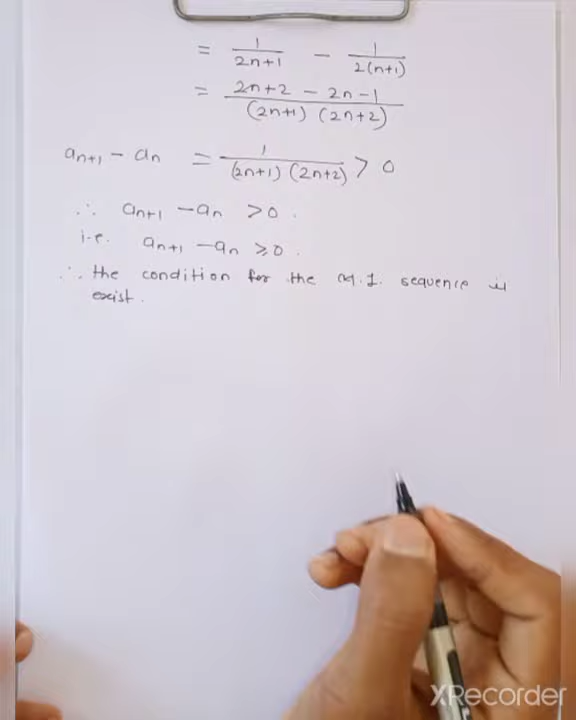 = 1/(2n+1) - 1/(2(n+1))
= (2n+2-2n-1)/((2n+1)(2n+2))
aₙ₊₁ - aₙ = 1/((2n+1)(2n+2)) > 0
∴ aₙ₊₁ - aₙ > 0.
i.e. aₙ₊₁ - aₙ ≥ 0.
∴ the condition for the M.I. sequence is
exist.
XRecorder